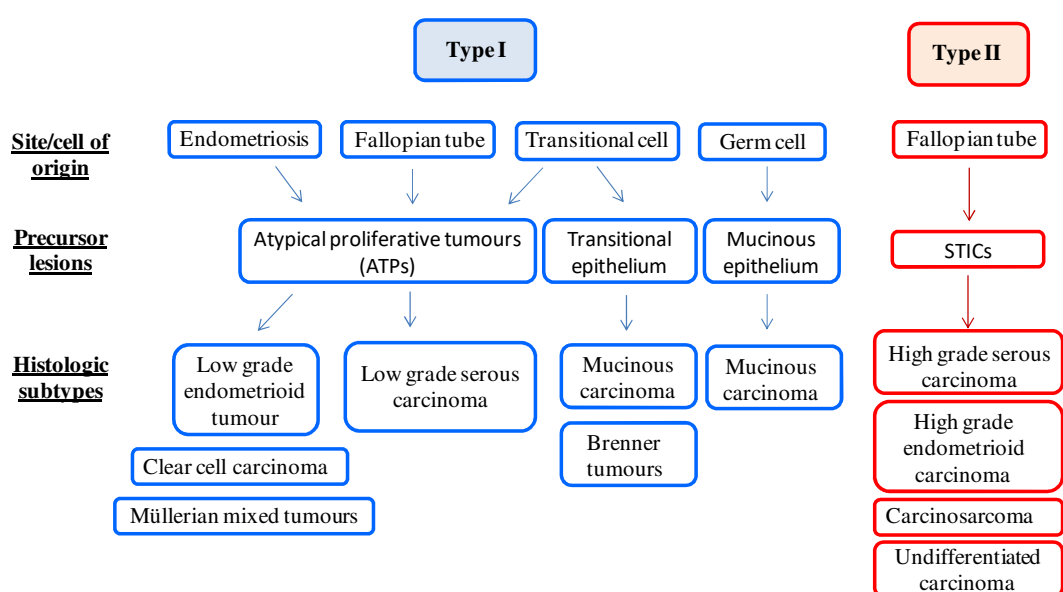 Type I
Type II
Site/cell of
origin
Endometriosis
Fallopian tube
Transitional cell
Germ cell
Fallopian tube
Precursor
lesions
Atypical proliferative tumours
(ATPs)
Transitional
epithelium
Mucinous
epithelium
STICs
Histologic
subtypes
Low grade
endometrioid
tumour
Low grade serous
carcinoma
Mucinous
carcinoma
Mucinous
carcinoma
High grade serous
carcinoma
Clear cell carcinoma
Brenner
tumours
High grade
endometrioid
carcinoma
Müllerian mixed tumours
Carcinosarcoma
Undifferentiated
carcinoma